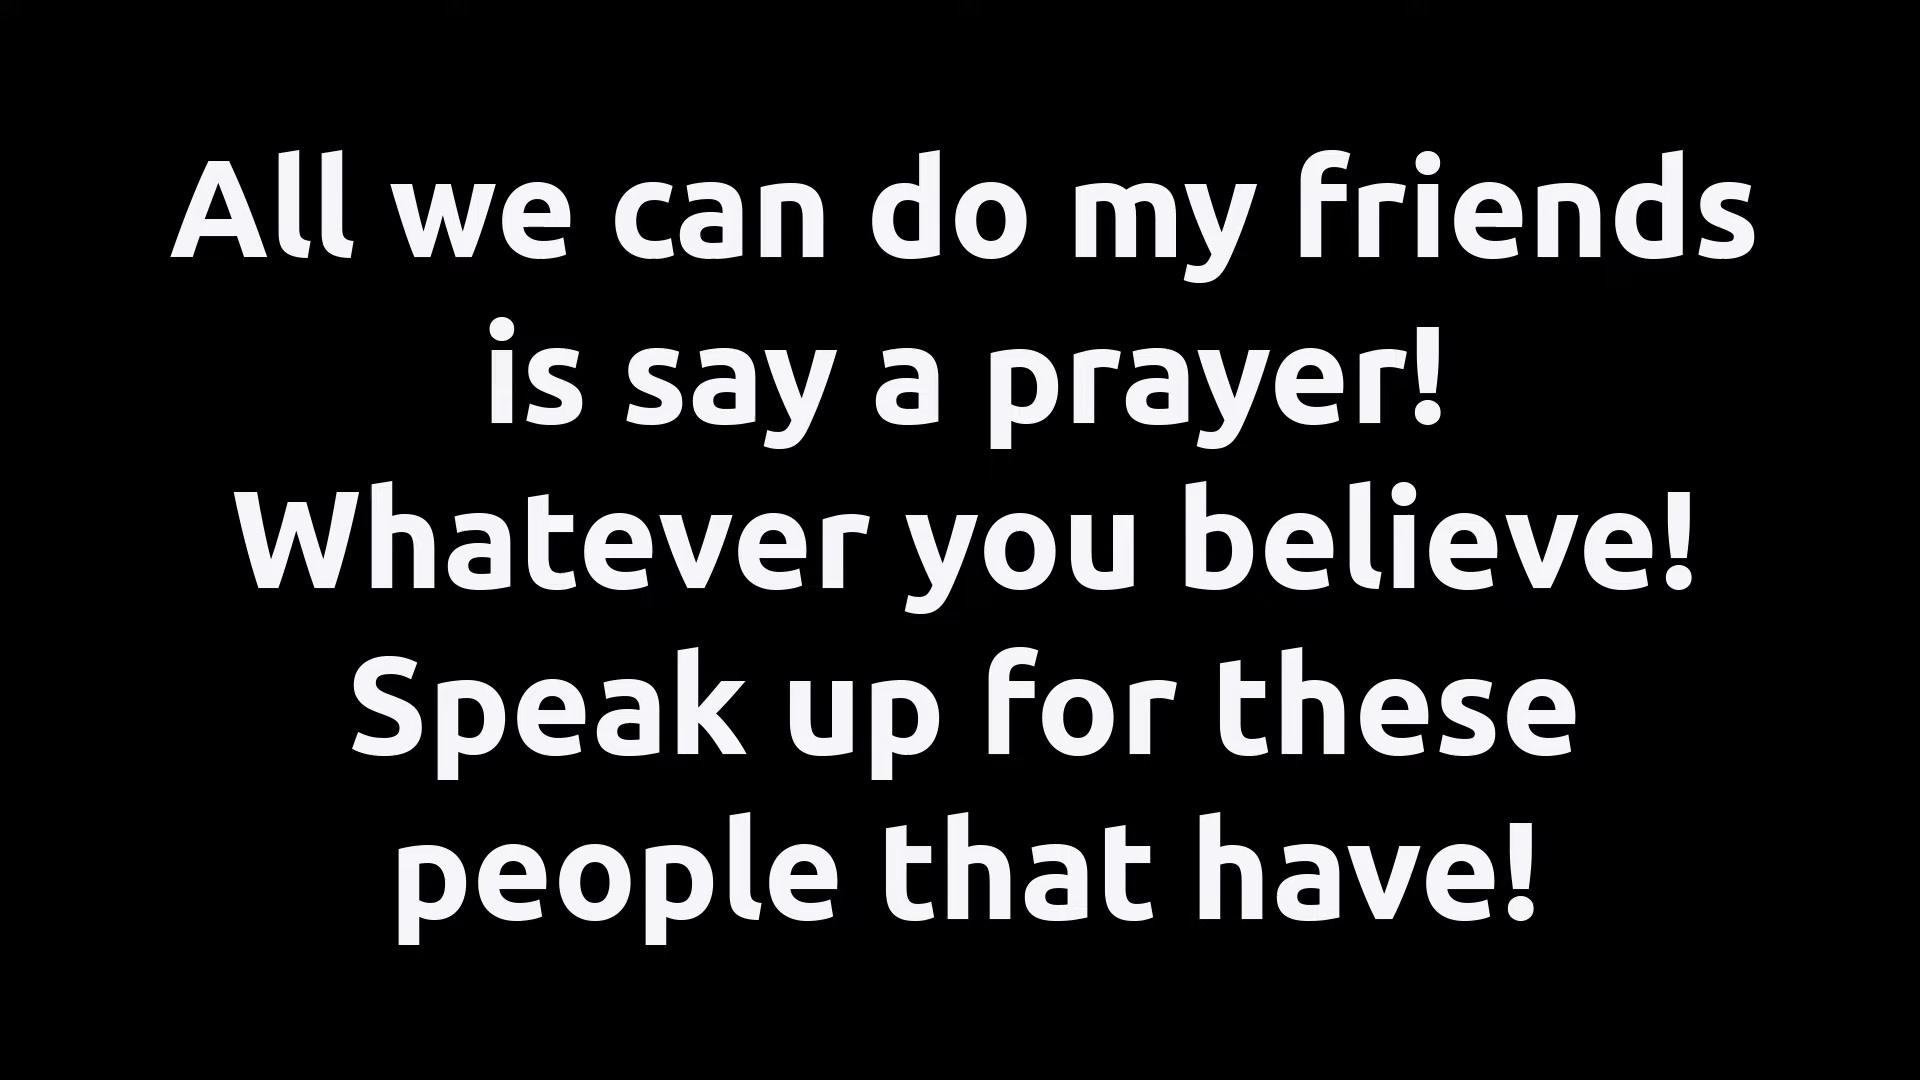 All we can do my friends
is say a prayer!
Whatever you believe!
Speak up for these
people that have!